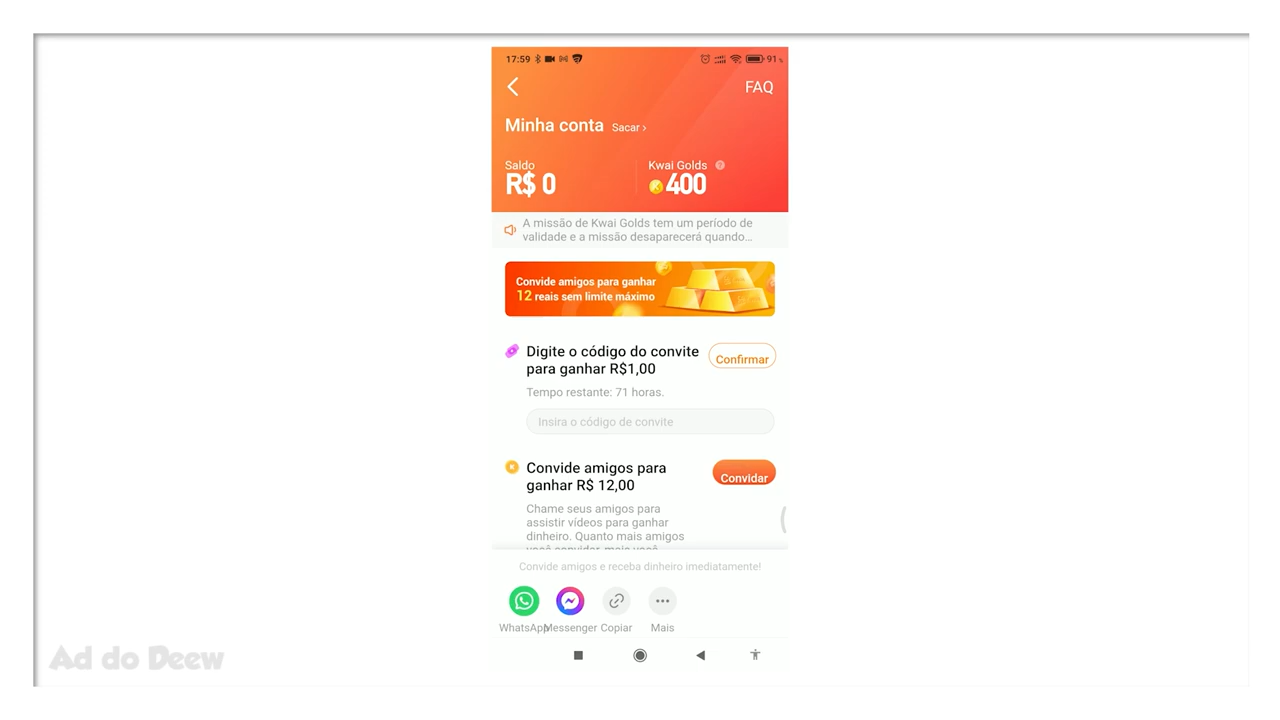 17:59
91
FAQ
Minha conta Sacar
Saldo
Kwai Golds
R$ 0
400
A missão de Kwai Golds tem um período de
validade e a missão desaparecerá quando...
Convide amigos para ganhar
12 reais sem limite máximo
Digite o código do convite
para ganhar R$1,00
Confirmar
Tempo restante: 71 horas.
Insira o código de convite
Convide amigos para
ganhar R$ 12,00
Convidar
Chame seus amigos para
assistir vídeos para ganhar
dinheiro. Quanto mais amigos
você convidar, mais você
Convide amigos e receba dinheiro imediatamente!
WhatsApp Messenger Copiar Mais
Ad do Deew